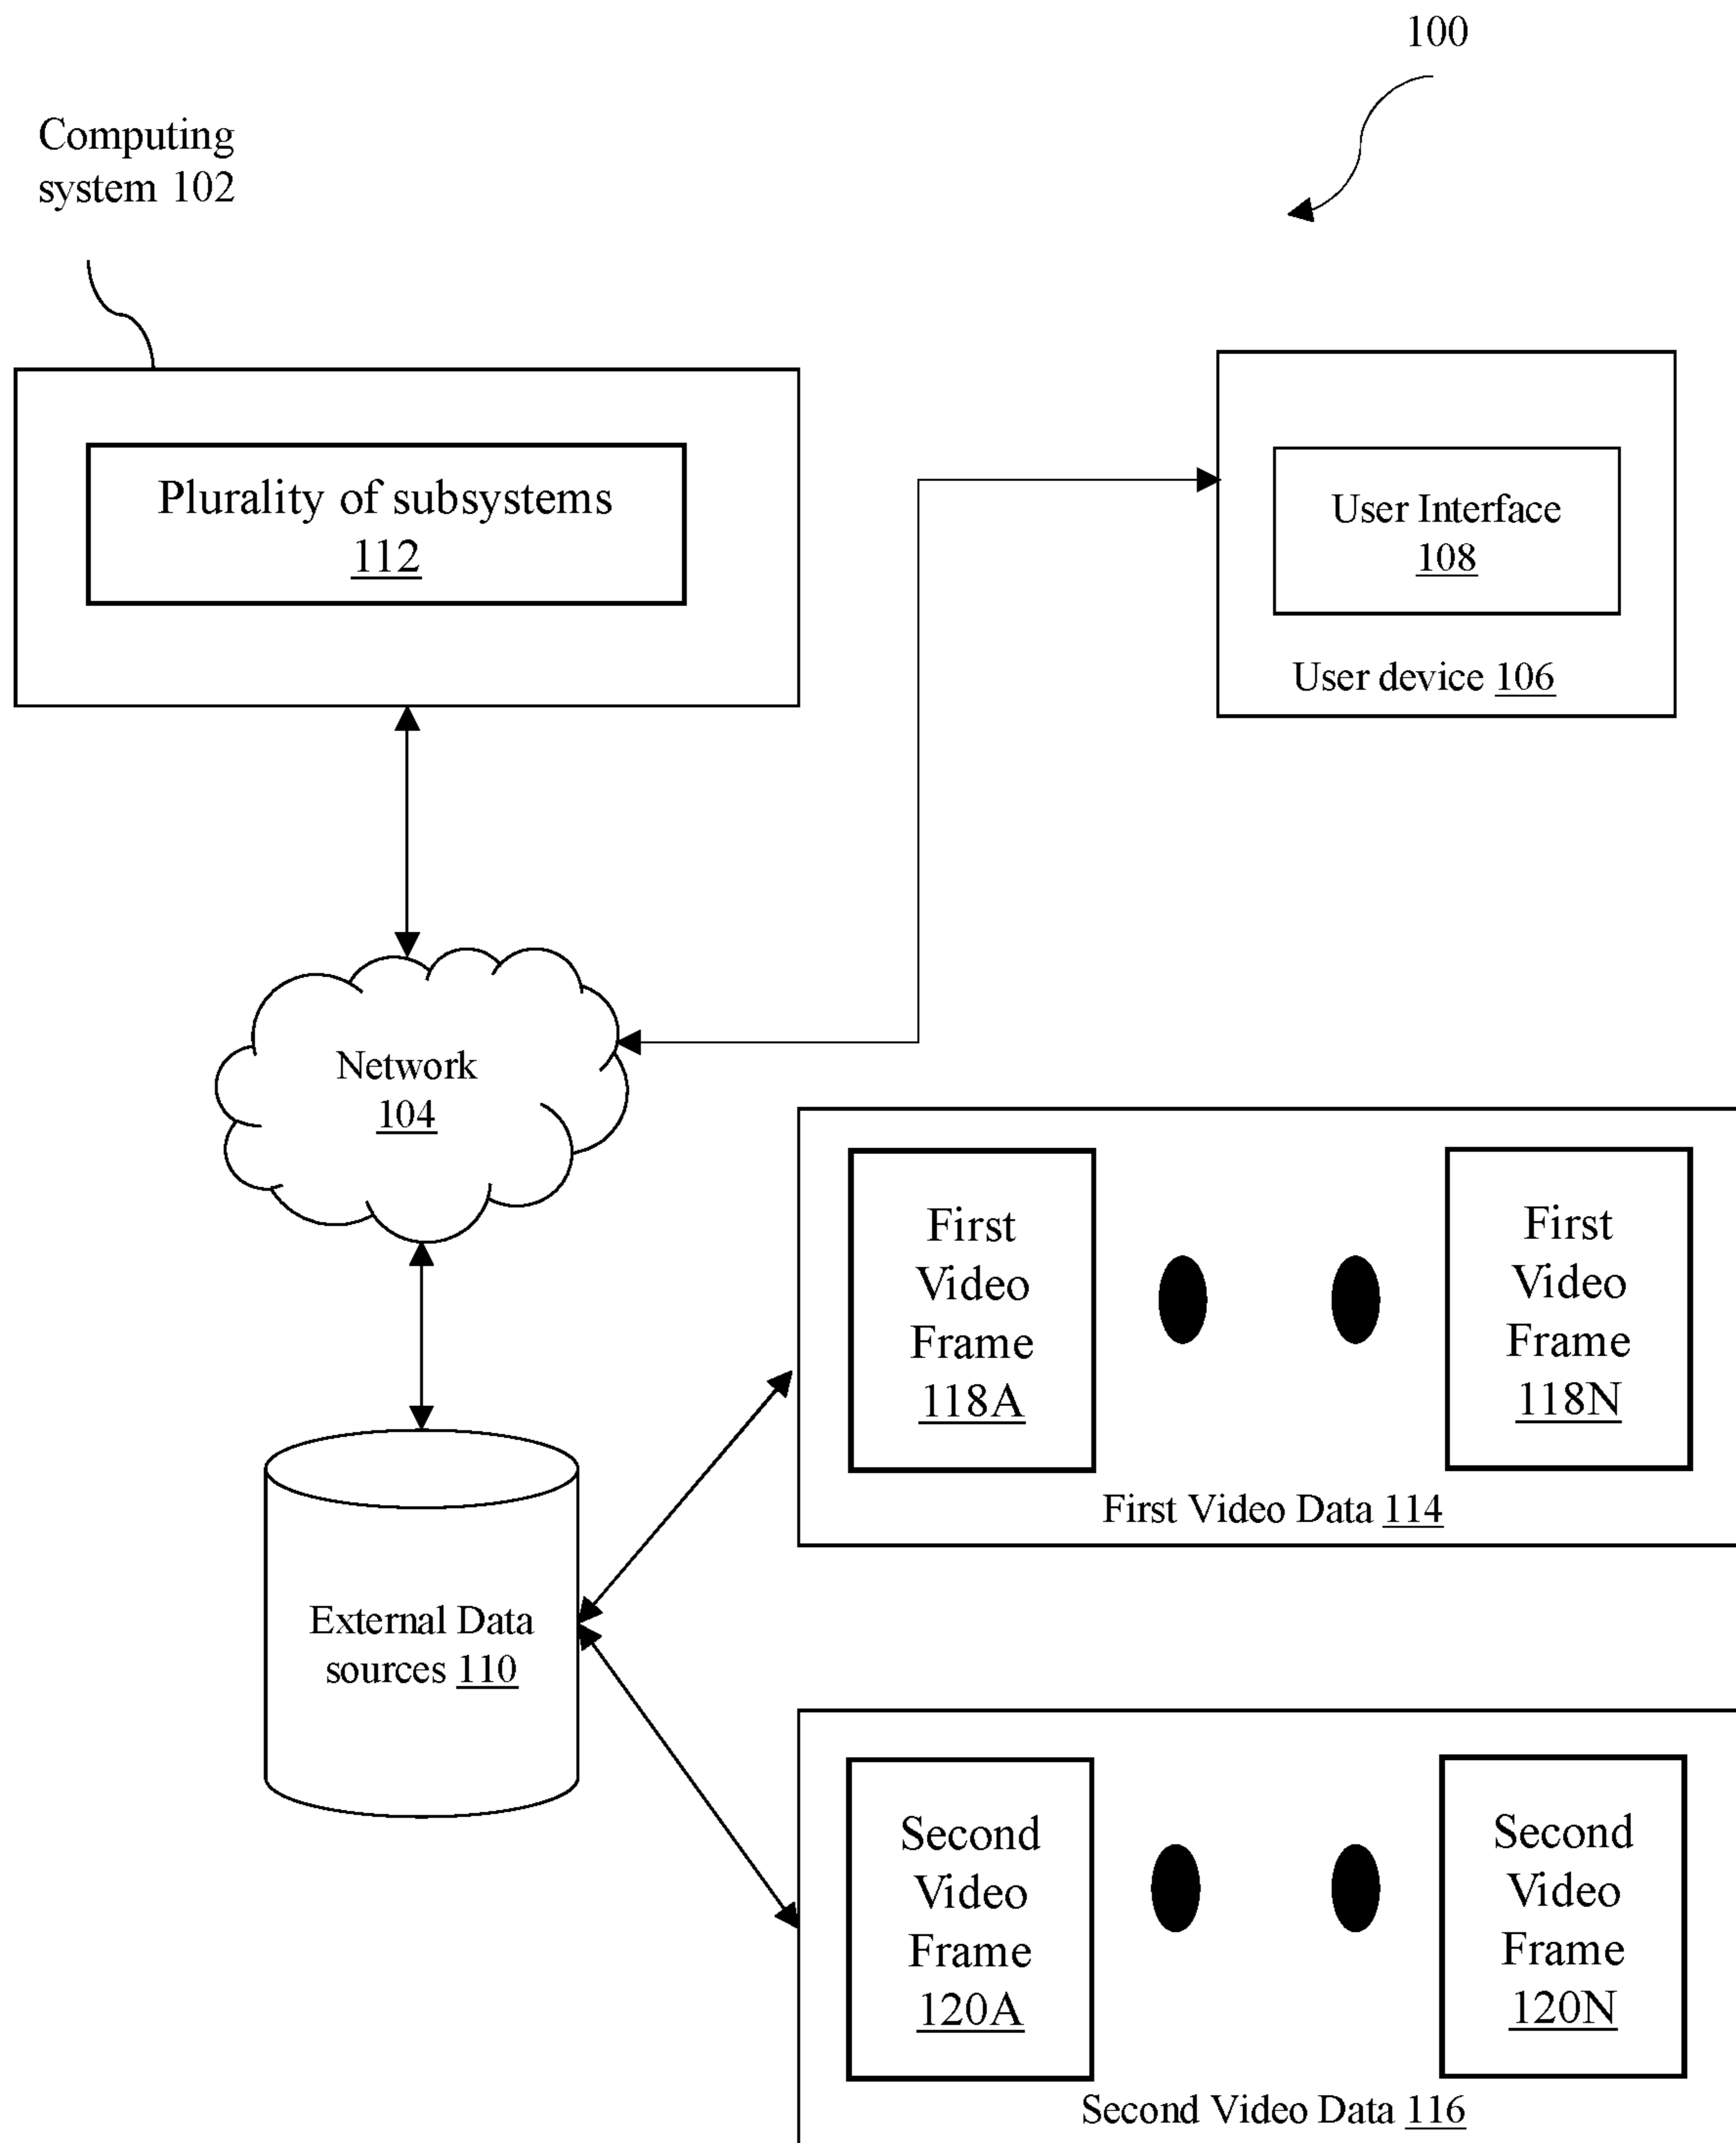 100
Computing
system 102
Plurality of subsystems
112
User Interface
108
User device 106
Network
104
First
Video
Frame
118A
First
Video
Frame
118N
First Video Data 114
External Data
sources 110
Second
Video
Frame
120A
Second
Video
Frame
120N
Second Video Data 116